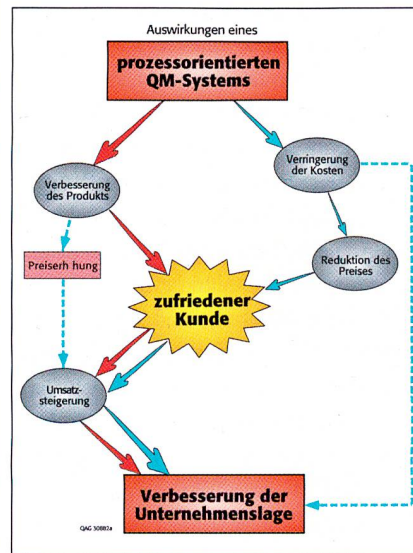 Auswirkungen eines
prozessorientierten
QM-Systems
Verringerung
der Kosten
Verbesserung
des Produkts
Preiserh hung
Reduktion des
Preises
zufriedener
Kunde
Umsatz-
steigerung
Verbesserung der
Unternehmenslage
QAG 30882a